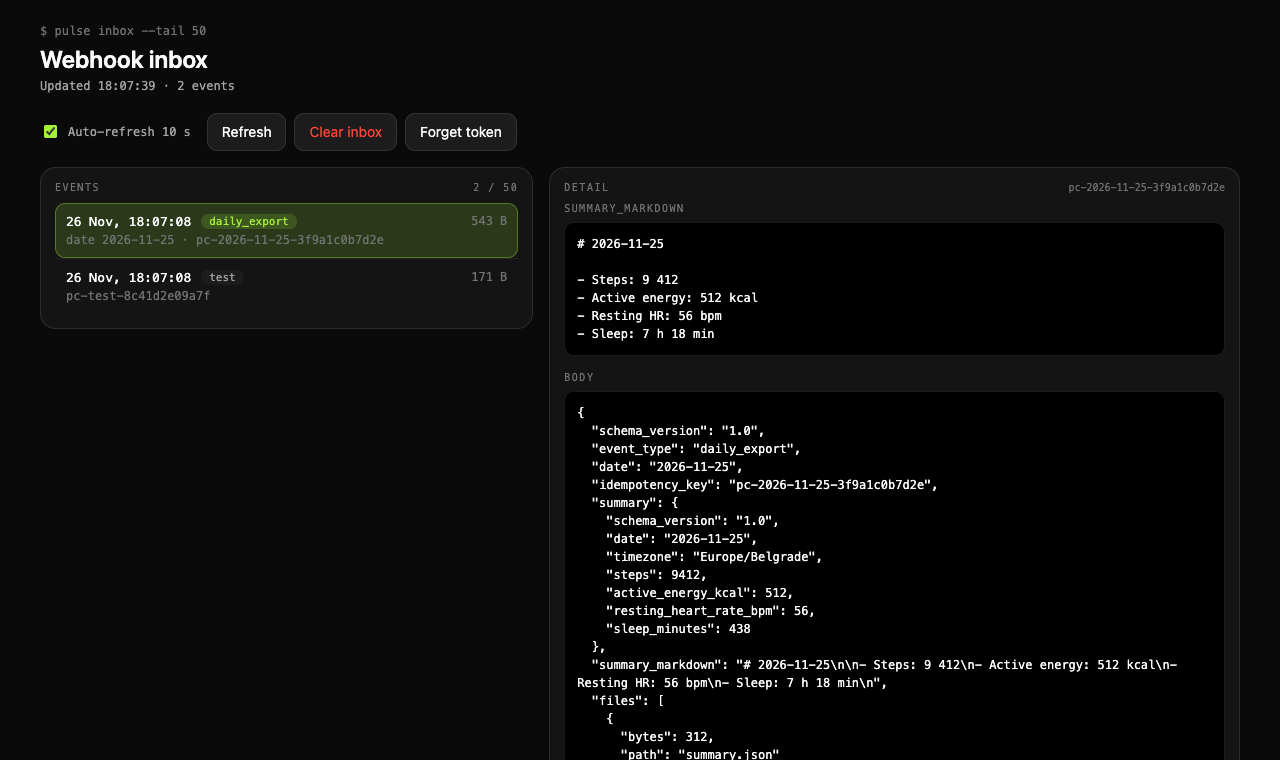 $ pulse inbox --tail 50
Webhook inbox
Updated 18:07:39 · 2 events
Auto-refresh 10 s
Refresh
Clear inbox
Forget token
EVENTS
2 / 50
26 Nov, 18:07:08 daily_export 543 B
date 2026-11-25 · pc-2026-11-25-3f9a1c0b7d2e
26 Nov, 18:07:08 test 171 B
pc-test-8c41d2e09a7f
DETAIL
pc-2026-11-25-3f9a1c0b7d2e
SUMMARY_MARKDOWN
# 2026-11-25
- Steps: 9 412
- Active energy: 512 kcal
- Resting HR: 56 bpm
- Sleep: 7 h 18 min
BODY
{
"schema_version": "1.0",
"event_type": "daily_export",
"date": "2026-11-25",
"idempotency_key": "pc-2026-11-25-3f9a1c0b7d2e",
"summary": {
"schema_version": "1.0",
"date": "2026-11-25",
"timezone": "Europe/Belgrade",
"steps": 9412,
"active_energy_kcal": 512,
"resting_heart_rate_bpm": 56,
"sleep_minutes": 438
},
"summary_markdown": "# 2026-11-25\n\n- Steps: 9 412\n- Active energy: 512 kcal\n-
Resting HR: 56 bpm\n- Sleep: 7 h 18 min\n",
"files": [
{
"bytes": 312,
"path": "summary.json"